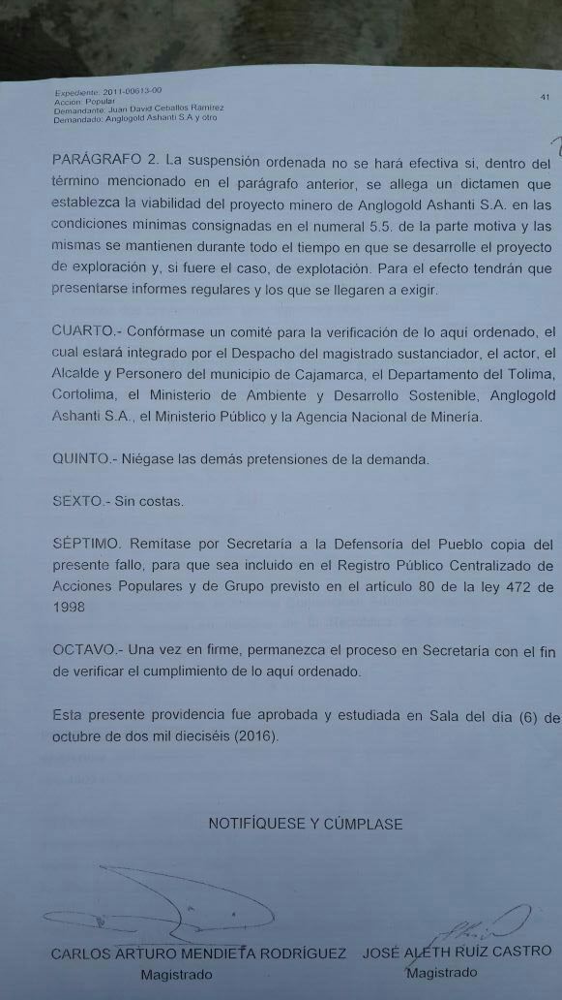 Expediente: 2011-00613-00
Acción: Popular
Demandante: Juan David Ceballos Ramírez
Demandado: Anglogold Ashanti S.A y otro
41
PARÁGRAFO 2. La suspensión ordenada no se hará efectiva si, dentro del
término mencionado en el parágrafo anterior, se allega un dictamen que
establezca la viabilidad del proyecto minero de Anglogold Ashanti S.A. en las
condiciones mínimas consignadas en el numeral 5.5. de la parte motiva y las
mismas se mantienen durante todo el tiempo en que se desarrolle el proyecto
de exploración y, si fuere el caso, de explotación. Para el efecto tendrán que
presentarse informes regulares y los que se llegaren a exigir.
CUARTO.- Confórmase un comité para la verificación de lo aquí ordenado, el
cual estará integrado por el Despacho del magistrado sustanciador, el actor, el
Alcalde y Personero del municipio de Cajamarca, el Departamento del Tolima,
Cortolima, el Ministerio de Ambiente y Desarrollo Sostenible, Anglogold
Ashanti S.A., el Ministerio Público y la Agencia Nacional de Minería.
QUINTO.- Niégase las demás pretensiones de la demanda.
SEXTO.- Sin costas.
SÉPTIMO. Remítase por Secretaría a la Defensoría del Pueblo copia del
presente fallo, para que sea incluido en el Registro Público Centralizado de
Acciones Populares y de Grupo previsto en el artículo 80 de la ley 472 de
1998
OCTAVO.- Una vez en firme, permanezca el proceso en Secretaría con el fin
de verificar el cumplimiento de lo aquí ordenado.
Esta presente providencia fue aprobada y estudiada en Sala del día (6) de
octubre de dos mil dieciséis (2016).
NOTIFÍQUESE Y CÚMPLASE
CARLOS ARTURO MENDIETA RODRÍGUEZ JOSÉ ALETH RUÍZ CASTRO
Magistrado Magistrado